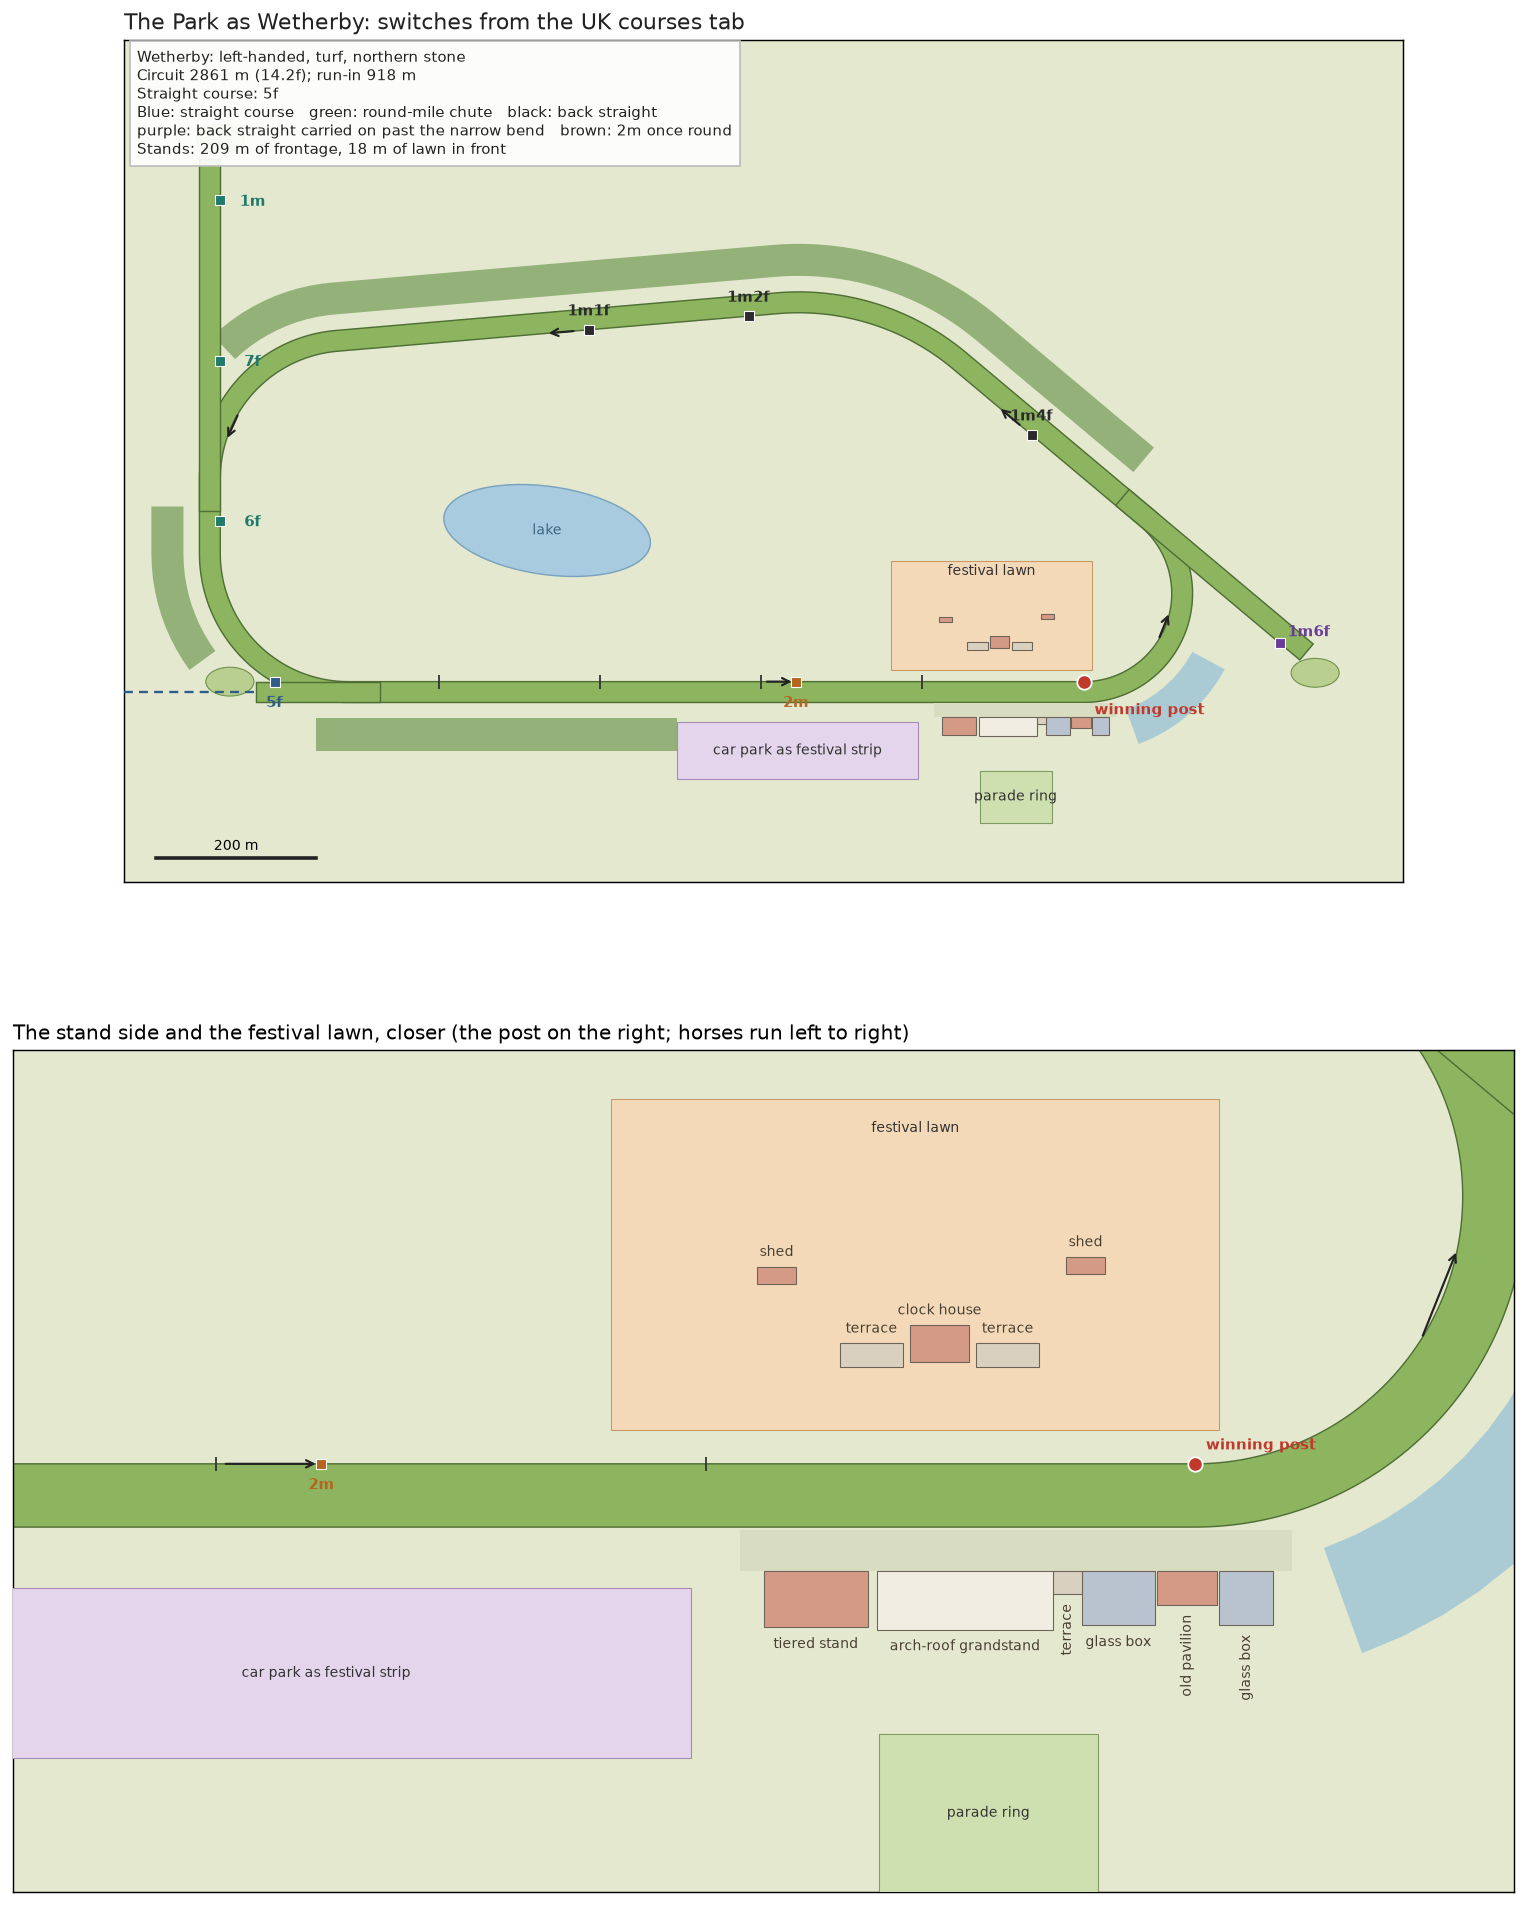 The Park as Wetherby: switches from the UK courses tab
Wetherby: left-handed, turf, northern stone
Circuit 2861 m (14.2f); run-in 918 m
Straight course: 5f
Blue: straight course   green: round-mile chute   black: back straight
purple: back straight carried on past the narrow bend   brown: 2m once round
Stands: 209 m of frontage, 18 m of lawn in front
1m
1m2f
1m1f
7f
1m4f
6f
lake
festival lawn
1m6f
5f
2m
winning post
car park as festival strip
parade ring
200 m
The stand side and the festival lawn, closer (the post on the right; horses run left to right)
festival lawn
shed
shed
clock house
terrace
terrace
winning post
2m
tiered stand
arch-roof grandstand
terrace
glass box
old pavilion
glass box
car park as festival strip
parade ring